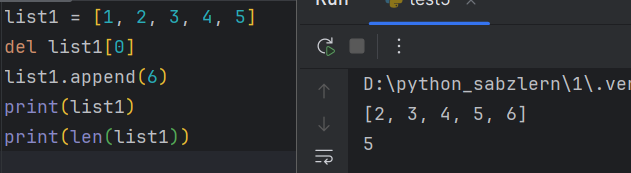 list1 = [1, 2, 3, 4, 5]
del list1[0]
list1.append(6)
print(list1)
print(len(list1))
Run
test5
D:\python_sabzlern\1\.ver
[2, 3, 4, 5, 6]
5